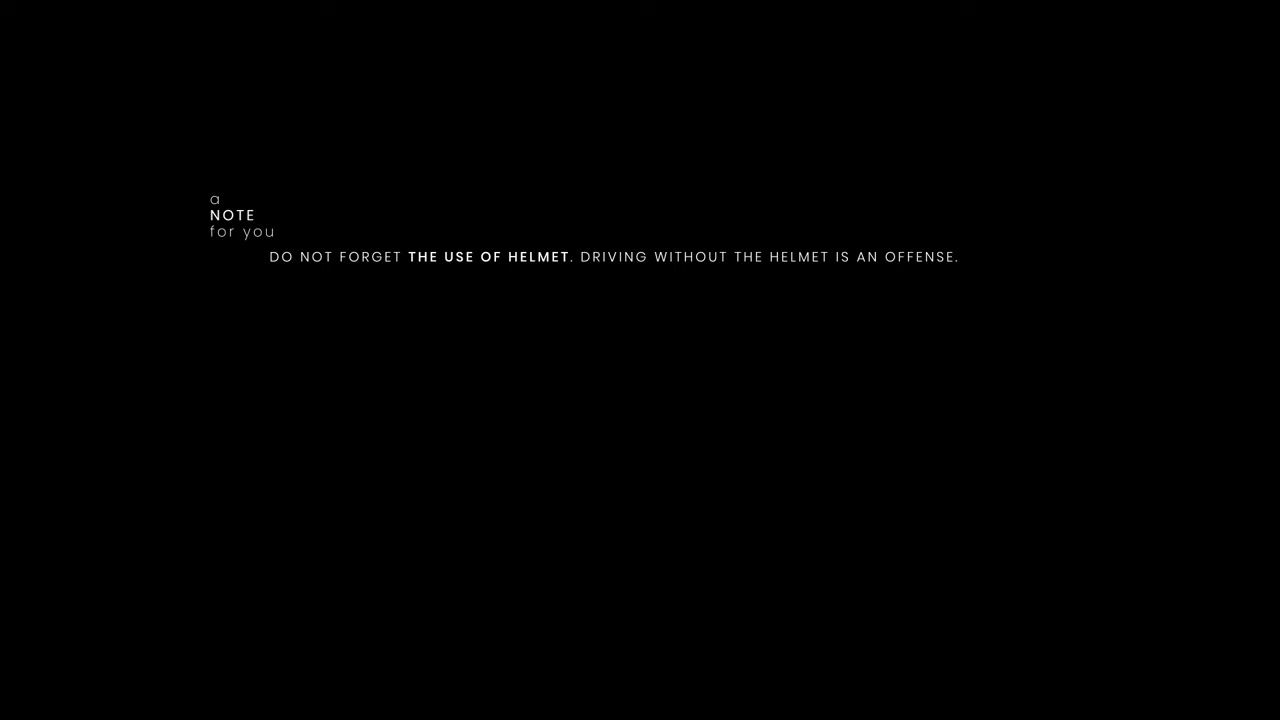 a
NOTE
for you
DO NOT FORGET THE USE OF HELMET. DRIVING WITHOUT THE HELMET IS AN OFFENSE.